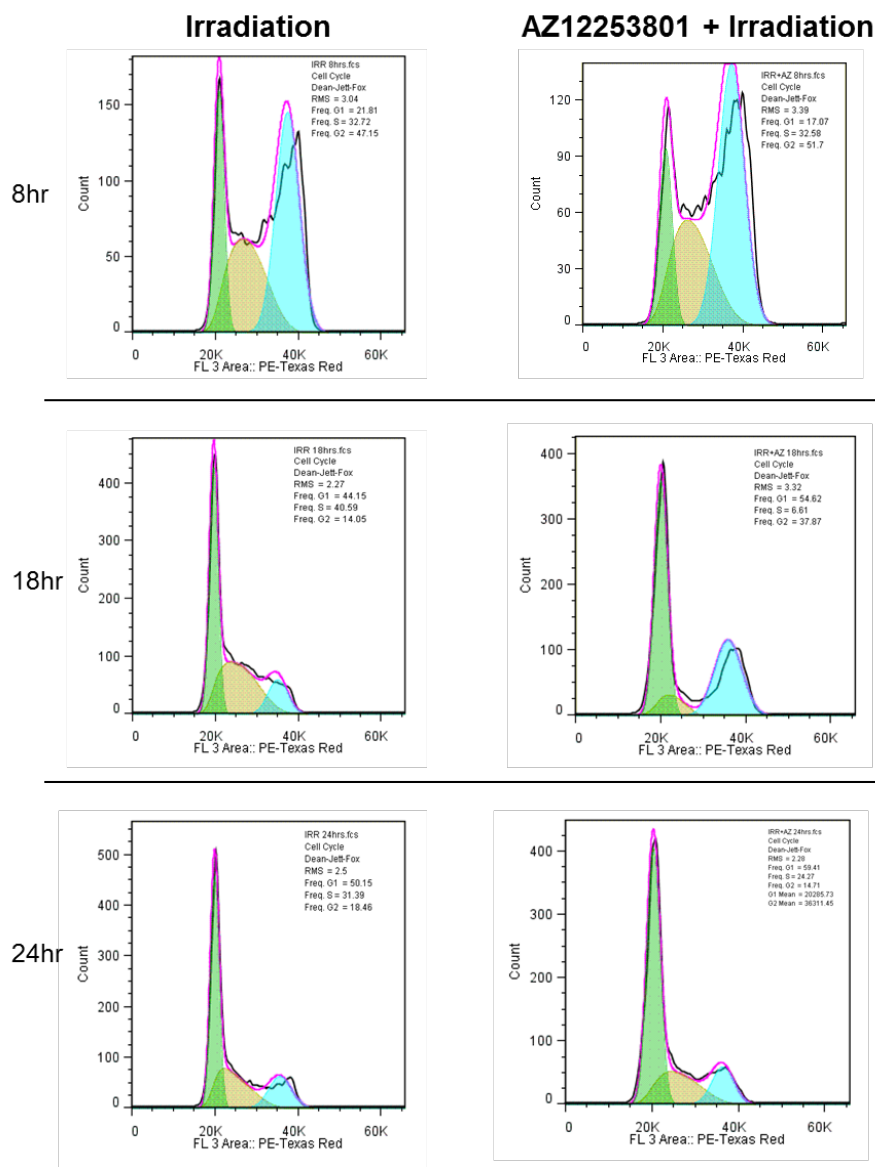 Irradiation
AZ12253801 + Irradiation
8hr
IRR 8hrs.fcs
Cell Cycle
Dean-Jett-Fox
RMS = 3.04
Freq. G1 = 21.81
Freq. S = 32.72
Freq. G2 = 47.15
150
100
50
0
Count
0 20K 40K 60K
FL 3 Area:: PE-Texas Red
IRR+AZ 8hrs.fcs
Cell Cycle
Dean-Jett-Fox
RMS = 3.39
Freq. G1 = 17.07
Freq. S = 32.58
Freq. G2 = 51.7
120
90
60
30
0
Count
0 20K 40K 60K
FL 3 Area:: PE-Texas Red
18hr
IRR 18hrs.fcs
Cell Cycle
Dean-Jett-Fox
RMS = 2.27
Freq. G1 = 44.15
Freq. S = 40.59
Freq. G2 = 14.05
400
300
200
100
0
Count
0 20K 40K 60K
FL 3 Area:: PE-Texas Red
IRR+AZ 18hrs.fcs
Cell Cycle
Dean-Jett-Fox
RMS = 3.32
Freq. G1 = 54.62
Freq. S = 6.61
Freq. G2 = 37.87
400
300
200
100
0
Count
0 20K 40K 60K
FL 3 Area:: PE-Texas Red
24hr
IRR 24hrs.fcs
Cell Cycle
Dean-Jett-Fox
RMS = 2.5
Freq. G1 = 50.15
Freq. S = 31.39
Freq. G2 = 18.46
500
400
300
200
100
0
Count
0 20K 40K 60K
FL 3 Area:: PE-Texas Red
IRR+AZ 24hrs.fcs
Cell Cycle
Dean-Jett-Fox
RMS = 2.28
Freq. G1 = 59.41
Freq. S = 24.27
Freq. G2 = 14.71
G1 Mean = 20285.73
G2 Mean = 36311.45
400
300
200
100
0
Count
0 20K 40K 60K
FL 3 Area:: PE-Texas Red